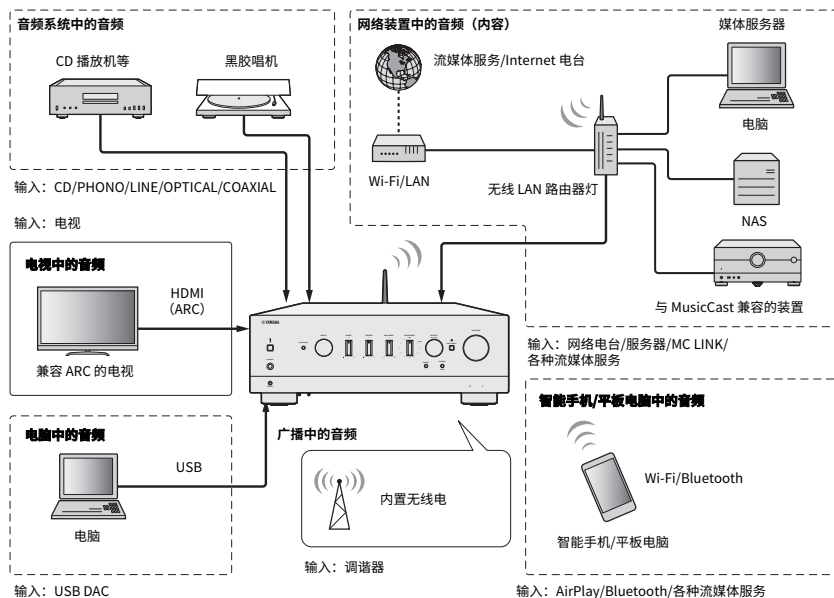 音频系统中的音频
CD 播放机等
黑胶唱机
输入：CD/PHONO/LINE/OPTICAL/COAXIAL
网络装置中的音频（内容）
流媒体服务/Internet 电台
Wi-Fi/LAN
无线 LAN 路由器灯
媒体服务器
电脑
NAS
与 MusicCast 兼容的装置
输入：网络电台/服务器/MC LINK/
各种流媒体服务
输入：电视
电视中的音频
兼容 ARC 的电视
HDMI
（ARC）
YAMAHA
电脑中的音频
USB
电脑
输入：USB DAC
广播中的音频
内置无线电
输入：调谐器
智能手机/平板电脑中的音频
Wi-Fi/Bluetooth
智能手机/平板电脑
输入：AirPlay/Bluetooth/各种流媒体服务